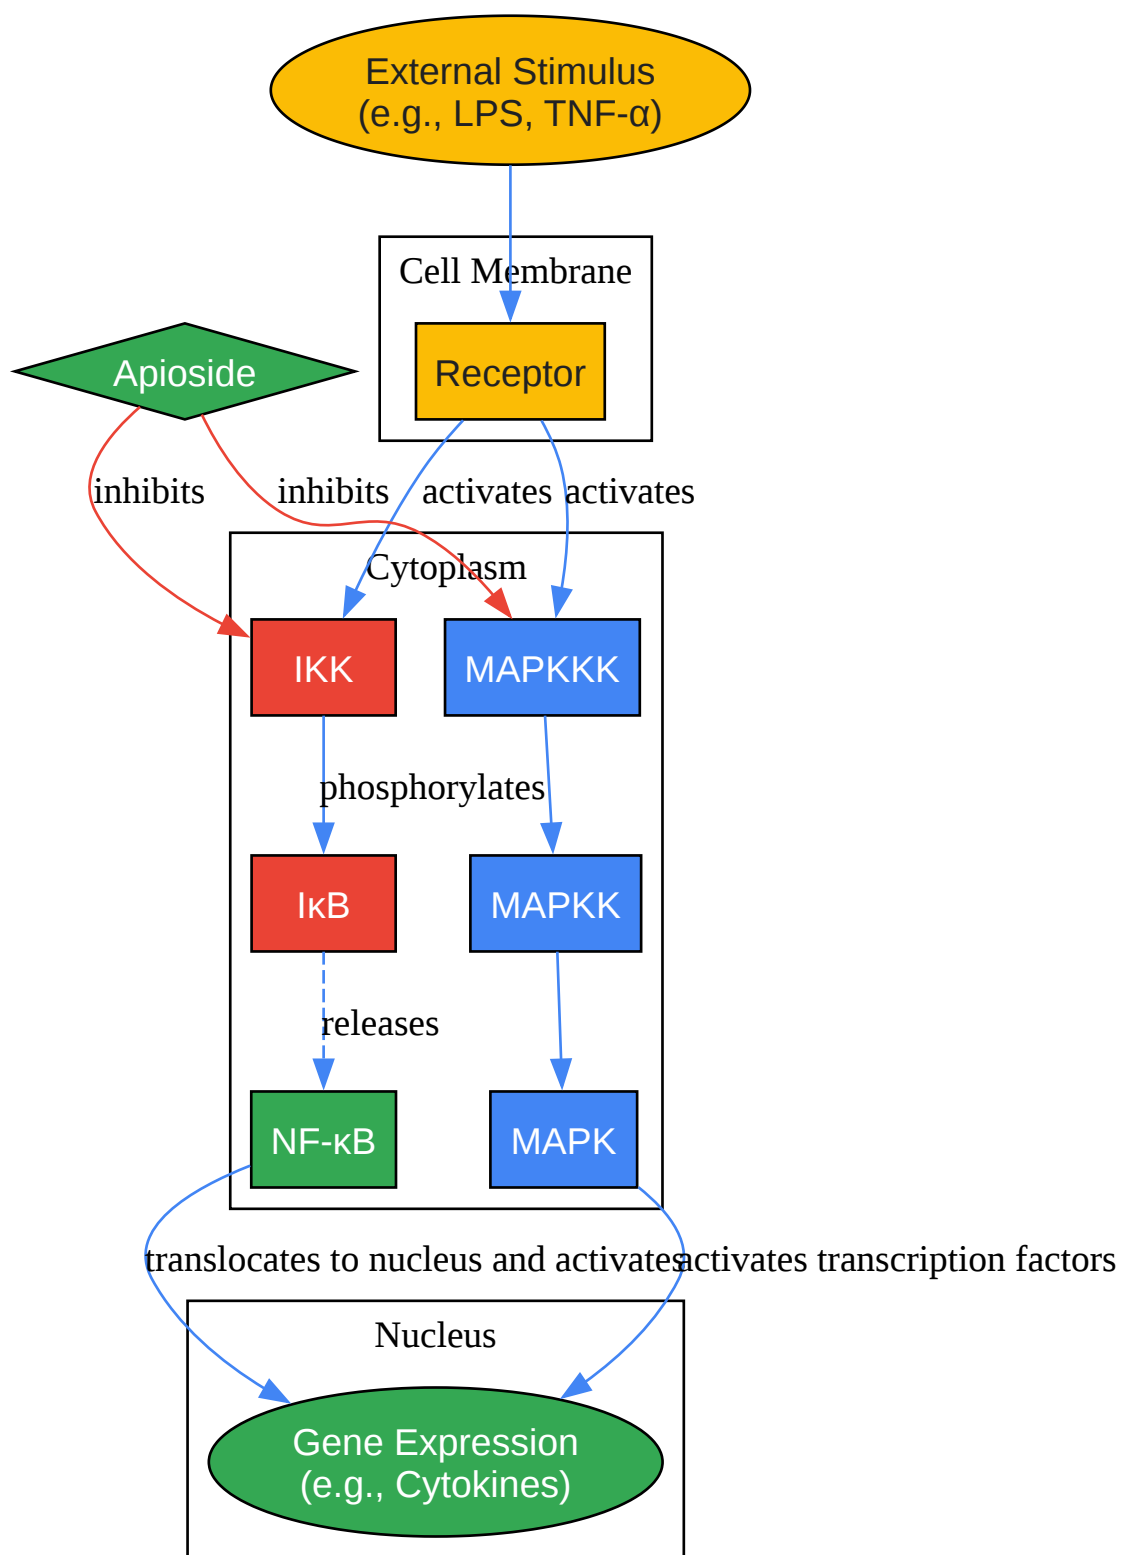 External Stimulus
(e.g., LPS, TNF-α)
Cell Membrane
Receptor
Apioside
inhibits
inhibits
activates
activates
Cytoplasm
IKK
MAPKKK
phosphorylates
IκB
MAPKK
releases
NF-κB
MAPK
translocates to nucleus and activates
activates transcription factors
Nucleus
Gene Expression
(e.g., Cytokines)